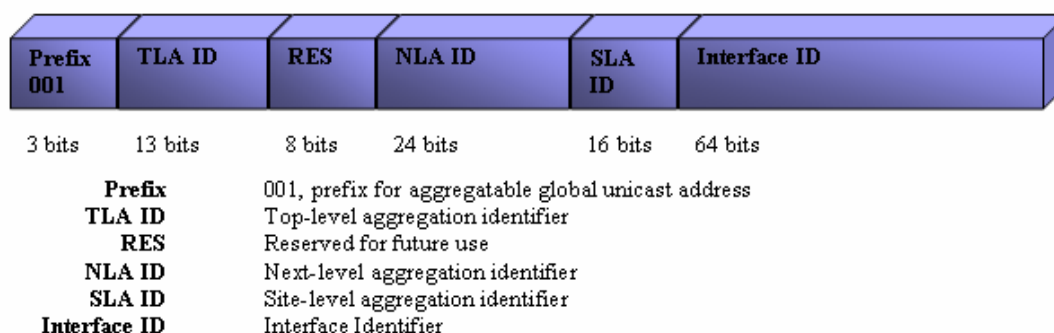 Prefix 001 TLA ID RES NLA ID SLA ID Interface ID
3 bits 13 bits 8 bits 24 bits 16 bits 64 bits
Prefix 001, prefix for aggregatable global unicast address
TLA ID Top-level aggregation identifier
RES Reserved for future use
NLA ID Next-level aggregation identifier
SLA ID Site-level aggregation identifier
Interface ID Interface Identifier